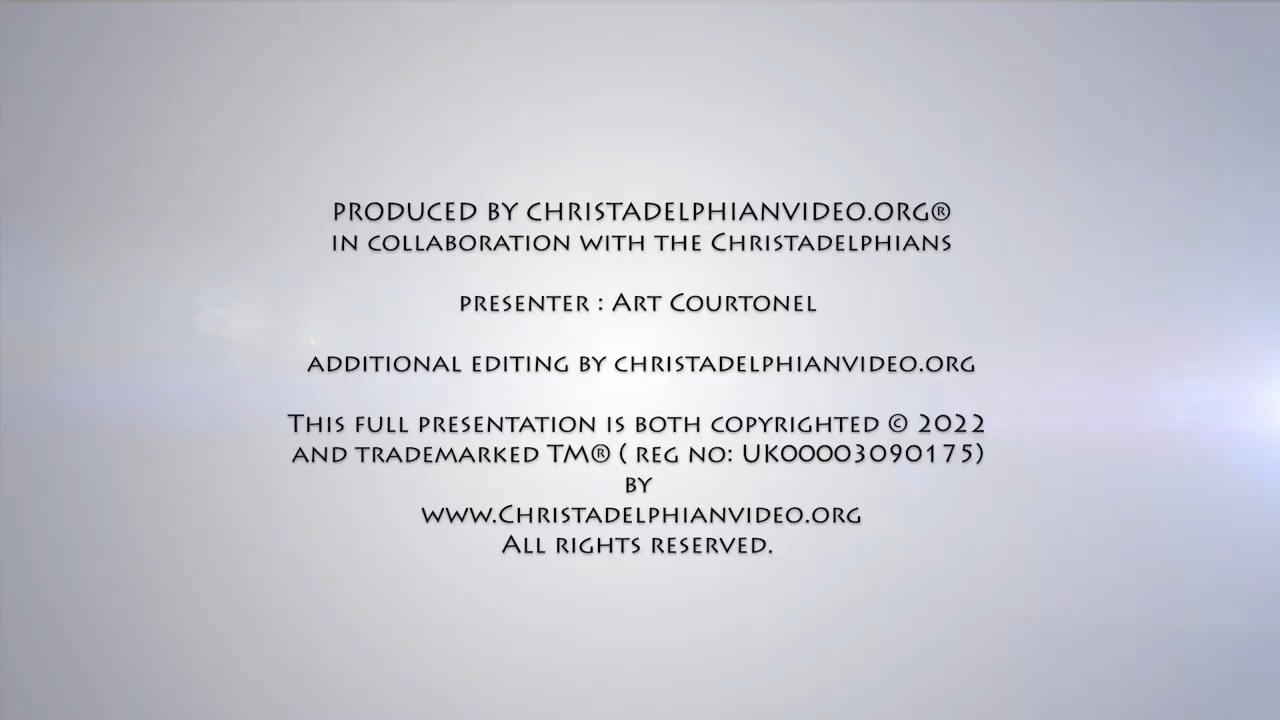 PRODUCED BY CHRISTADELPHIANVIDEO.ORG®
IN COLLABORATION WITH THE CHRISTADELPHIANS
PRESENTER : ART COURTONEL
ADDITIONAL EDITING BY CHRISTADELPHIANVIDEO.ORG
THIS FULL PRESENTATION IS BOTH COPYRIGHTED © 2022
AND TRADEMARKED TM® ( REG NO: UK00003090175)
BY
WWW.CHRISTADELPHIANVIDEO.ORG
ALL RIGHTS RESERVED.